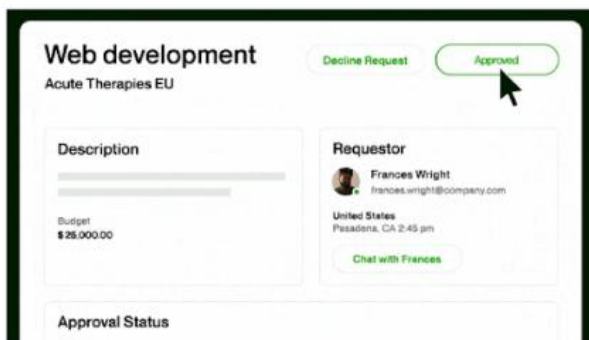 Web development
Decline Request
Approved
Acute Therapies EU
Description
Budget
$ 25,000.00
Requestor
Frances Wright
frances.wright@company.com
United States
Pasadena, CA 2:45 pm
Chat with Frances
Approval Status